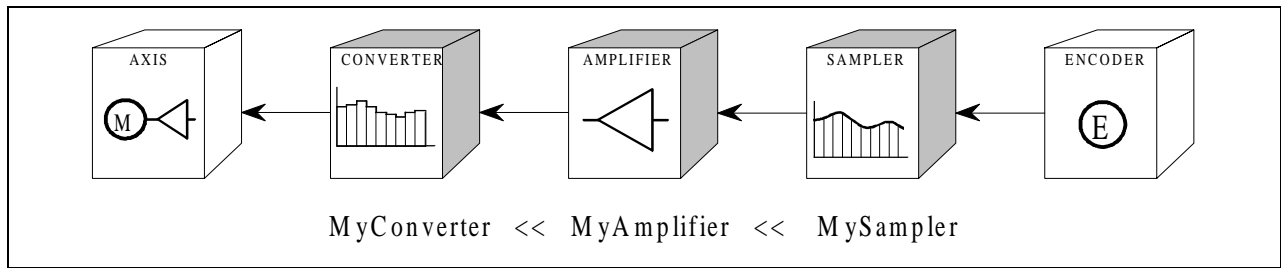 AXIS
CONVERTER
AMPLIFIER
SAMPLER
ENCODER
M
E
MyConverter << MyAmplifier << MySampler